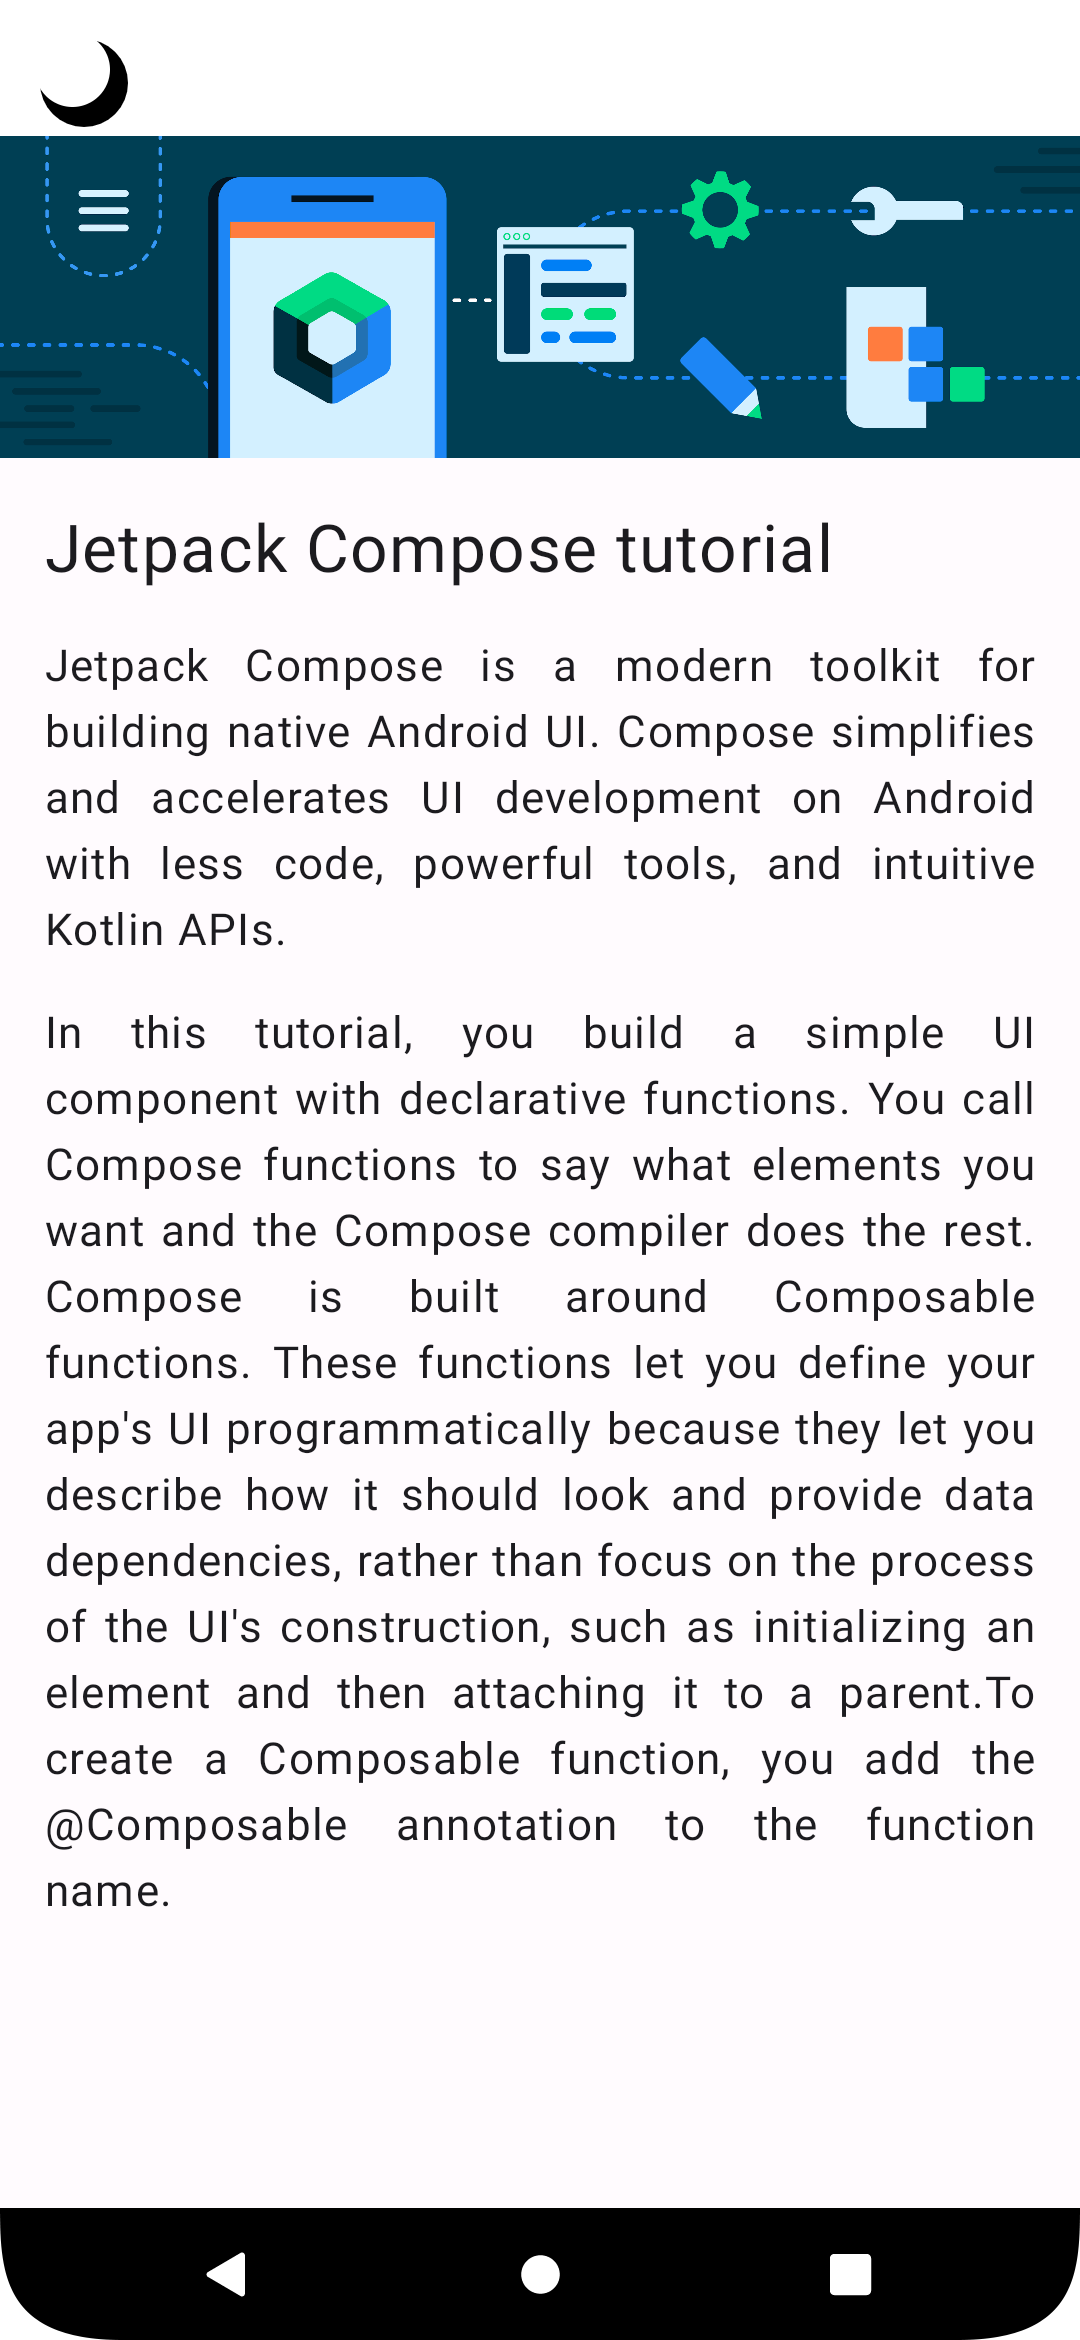 Jetpack Compose tutorial
Jetpack Compose is a modern toolkit for
building native Android UI. Compose simplifies
and accelerates UI development on Android
with less code, powerful tools, and intuitive
Kotlin APIs.
In this tutorial, you build a simple UI
component with declarative functions. You call
Compose functions to say what elements you
want and the Compose compiler does the rest.
Compose is built around Composable
functions. These functions let you define your
app's UI programmatically because they let you
describe how it should look and provide data
dependencies, rather than focus on the process
of the UI's construction, such as initializing an
element and then attaching it to a parent.To
create a Composable function, you add the
@Composable annotation to the function
name.